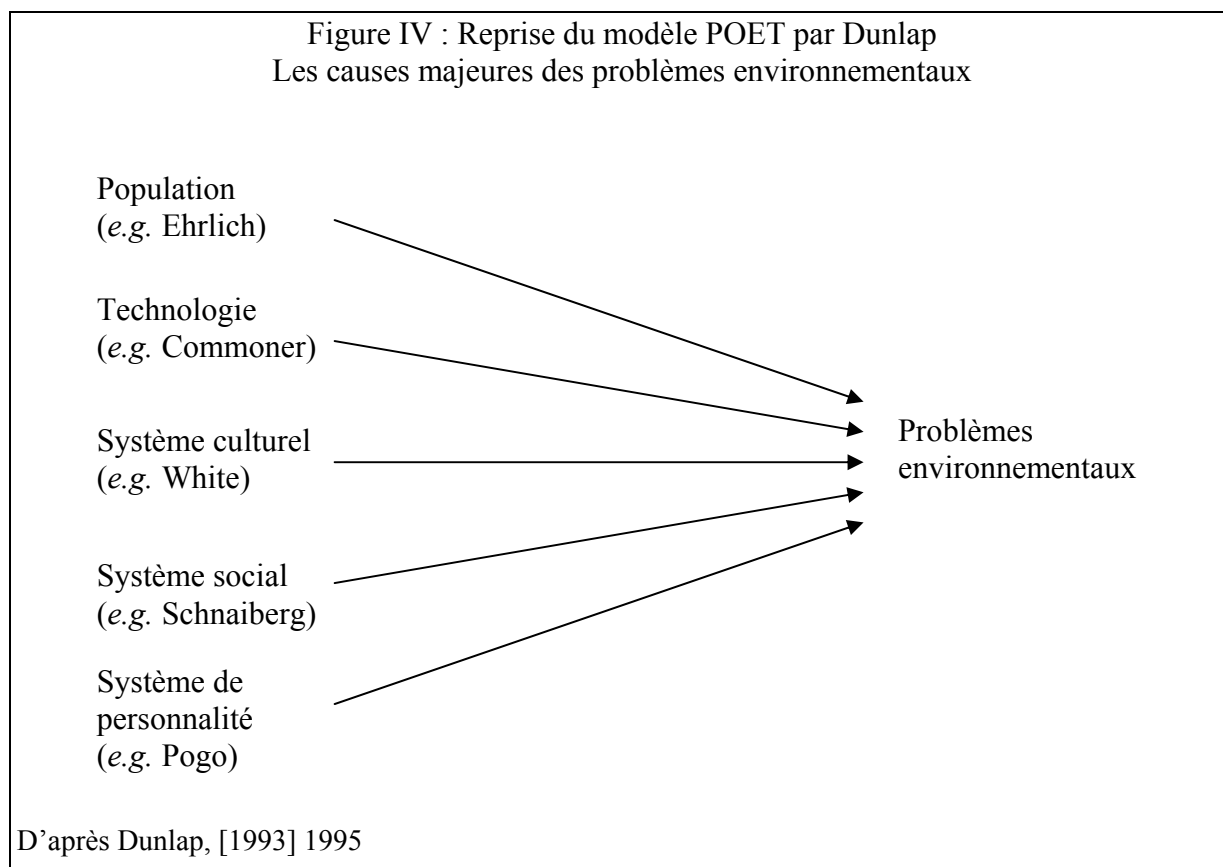 Figure IV : Reprise du modèle POET par Dunlap
Les causes majeures des problèmes environnementaux
Population
(e.g. Ehrlich)
Technologie
(e.g. Commoner)
Système culturel
(e.g. White)
Système social
(e.g. Schnaiberg)
Système de
personnalité
(e.g. Pogo)
Problèmes
environnementaux
D'après Dunlap, [1993] 1995